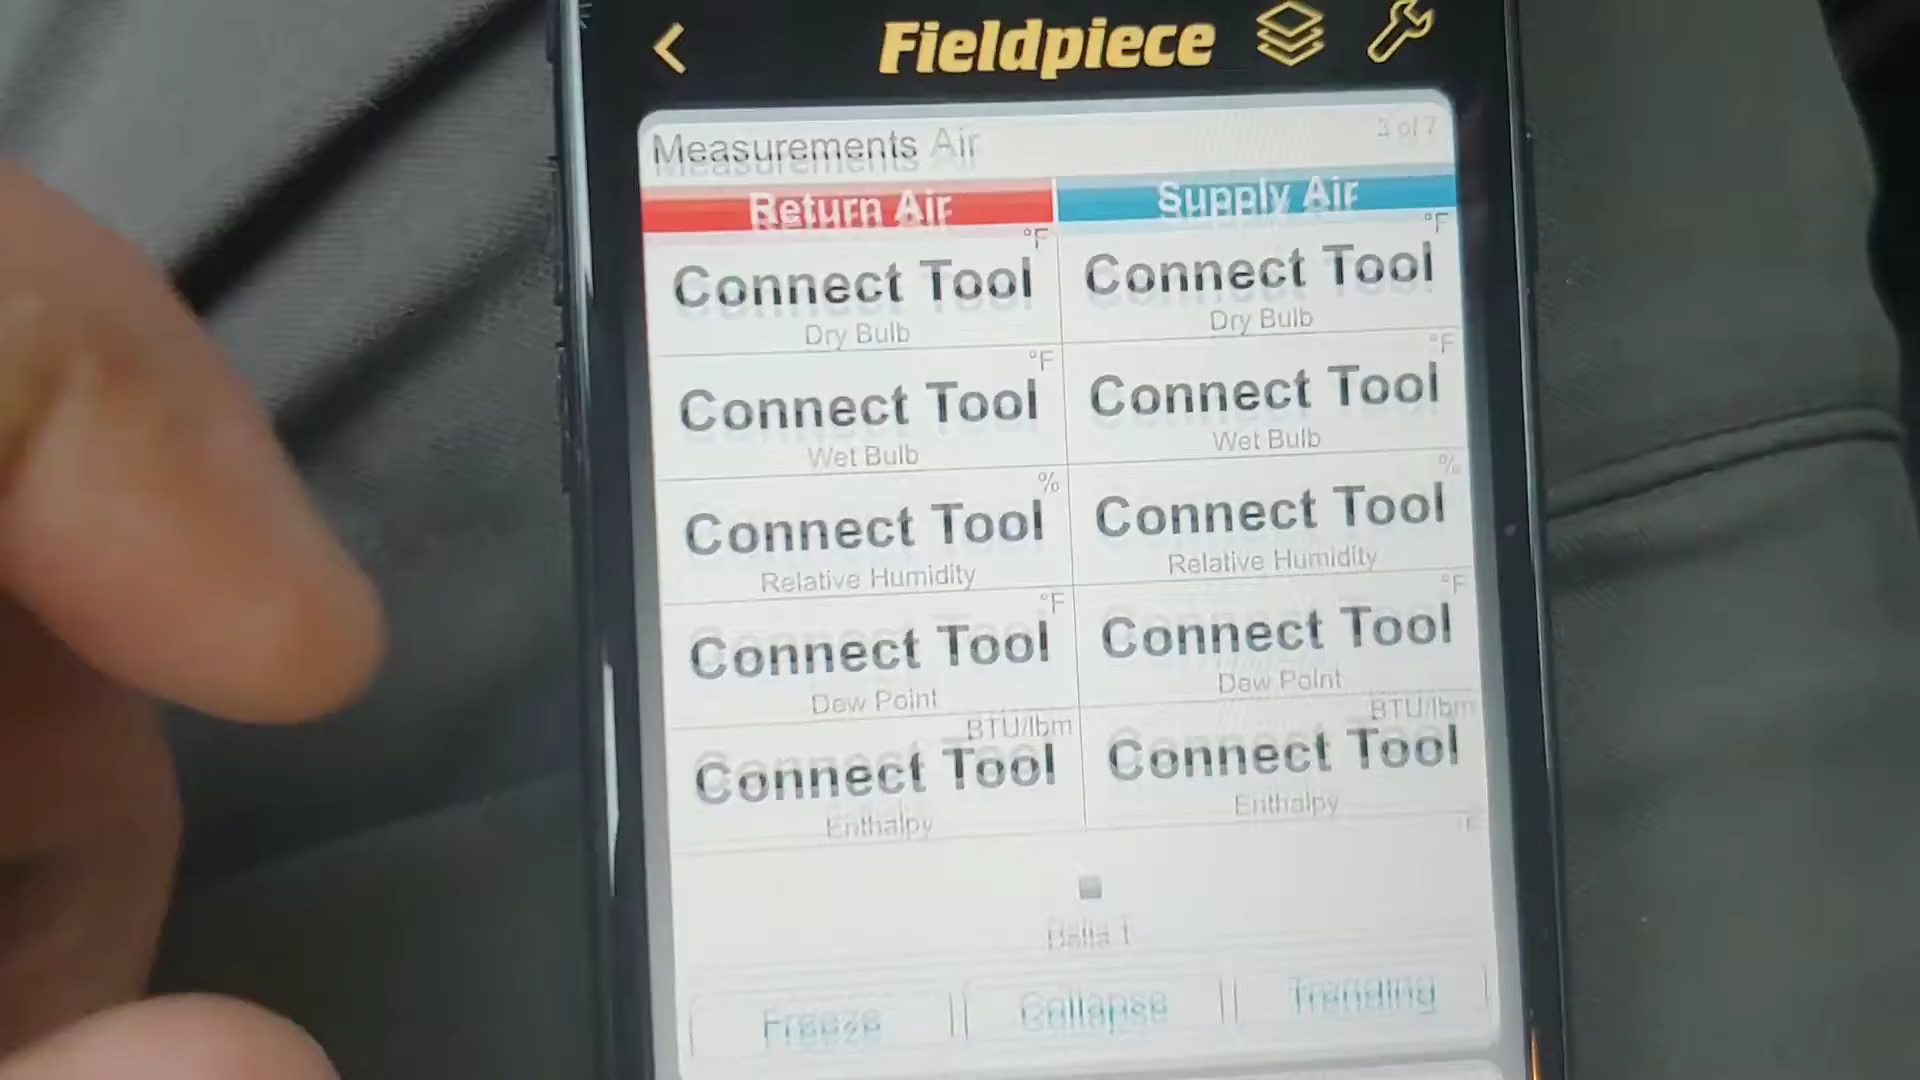 Fieldpiece
Measurements Air
3 of 7
Return Air
Supply Air
°F
Connect Tool
Dry Bulb
°F
Connect Tool
Dry Bulb
°F
Connect Tool
Wet Bulb
°F
Connect Tool
Wet Bulb
%
Connect Tool
Relative Humidity
%
Connect Tool
Relative Humidity
°F
Connect Tool
Dew Point
°F
Connect Tool
Dew Point
BTU/lbm
Connect Tool
Enthalpy
BTU/lbm
Connect Tool
Enthalpy
°F
Delta T
Freeze
Collapse
Trending